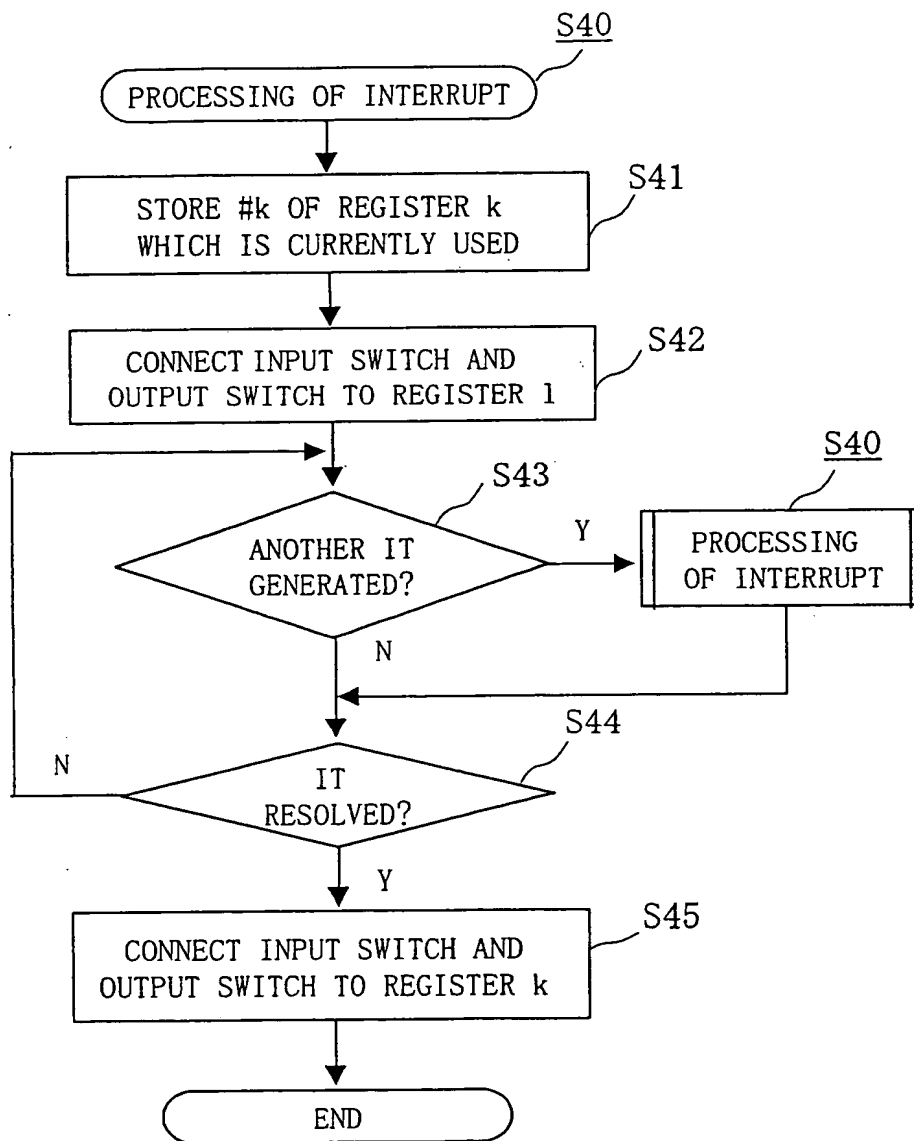 S40
PROCESSING OF INTERRUPT
S41
STORE #k OF REGISTER k
WHICH IS CURRENTLY USED
S42
CONNECT INPUT SWITCH AND
OUTPUT SWITCH TO REGISTER l
S43
ANOTHER IT
GENERATED?
Y
S40
PROCESSING
OF INTERRUPT
N
S44
N
IT
RESOLVED?
Y
S45
CONNECT INPUT SWITCH AND
OUTPUT SWITCH TO REGISTER k
END